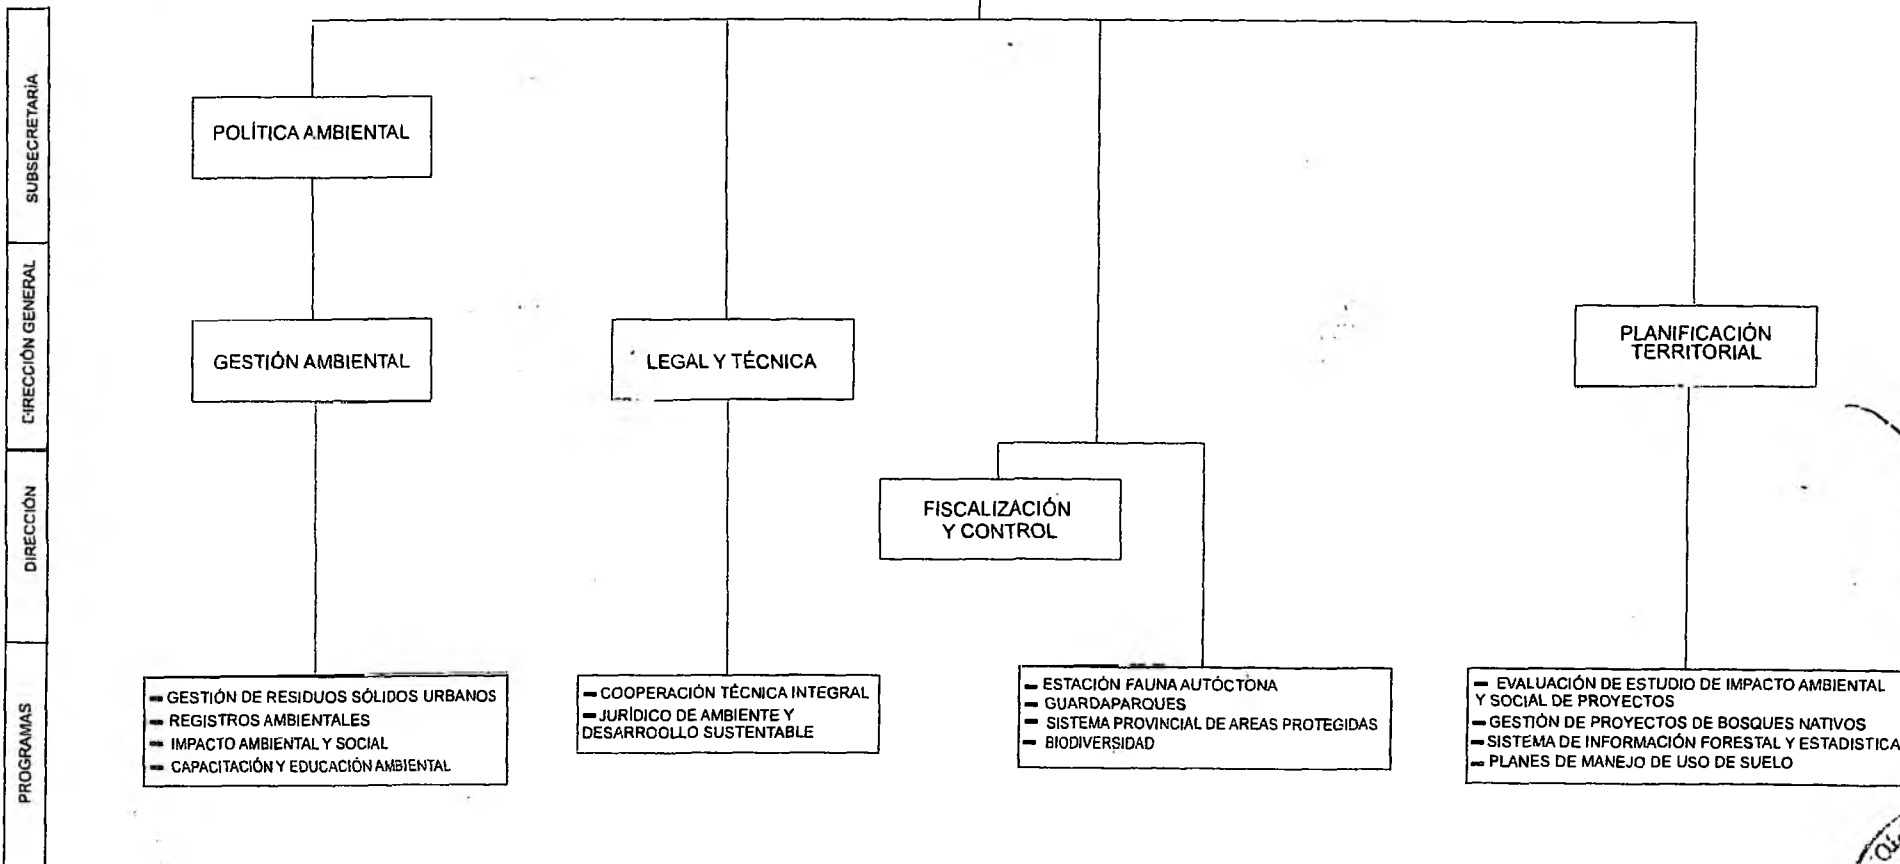 SUBSECRETARÍA
POLÍTICA AMBIENTAL
DIRECCIÓN GENERAL
GESTIÓN AMBIENTAL
LEGAL Y TÉCNICA
PLANIFICACIÓN
TERRITORIAL
DIRECCIÓN
FISCALIZACIÓN
Y CONTROL
PROGRAMAS
- GESTIÓN DE RESIDUOS SÓLIDOS URBANOS
- REGISTROS AMBIENTALES
- IMPACTO AMBIENTAL Y SOCIAL
- CAPACITACIÓN Y EDUCACIÓN AMBIENTAL
- COOPERACIÓN TÉCNICA INTEGRAL
- JURÍDICO DE AMBIENTE Y
DESARROOLLO SUSTENTABLE
- ESTACIÓN FAUNA AUTÓCTONA
- GUARDAPARQUES
- SISTEMA PROVINCIAL DE AREAS PROTEGIDAS
- BIODIVERSIDAD
- EVALUACIÓN DE ESTUDIO DE IMPACTO AMBIENTAL
Y SOCIAL DE PROYECTOS
- GESTIÓN DE PROYECTOS DE BOSQUES NATIVOS
- SISTEMA DE INFORMACIÓN FORESTAL Y ESTADISTICA
- PLANES DE MANEJO DE USO DE SUELO